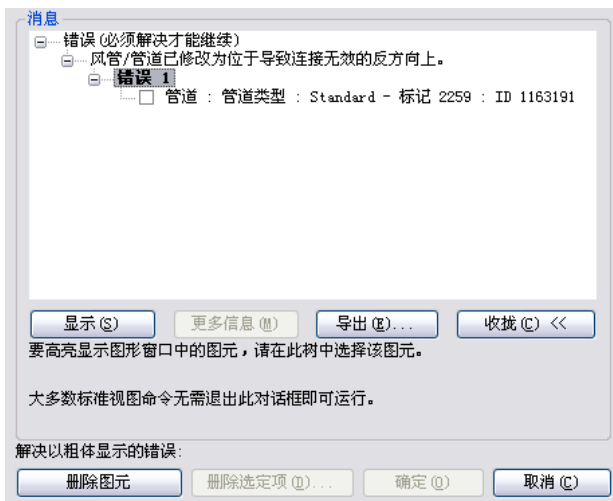 消息
错误(必须解决才能继续)
风管/管道已修改为位于导致连接无效的反方向上。
错误 1
管道 : 管道类型 : Standard - 标记 2259 : ID 1163191
显示(S) 更多信息(M) 导出(E)... 收拢(C) <<
要高亮显示图形窗口中的图元，请在此树中选择该图元。
大多数标准视图命令无需退出此对话框即可运行。
解决以粗体显示的错误:
删除图元 删除选定项(D)... 确定(O) 取消(C)